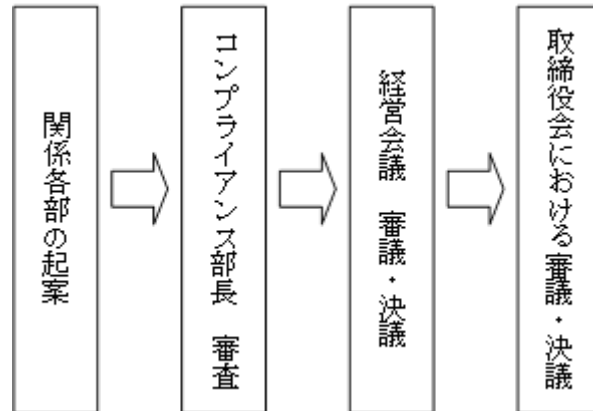 関係各部の起案
コンプライアンス部長　審査
経営会議　審議・決議
取締役会における審議・決議